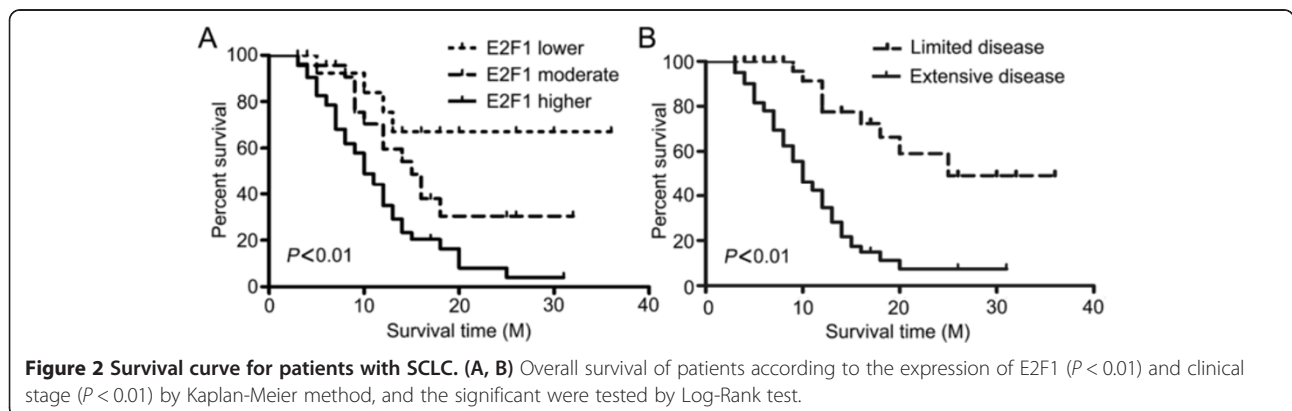 A
B
E2F1 lower
E2F1 moderate
E2F1 higher
Limited disease
Extensive disease
Percent survival
100
80
60
40
20
0
P<0.01
0 10 20 30 40
Survival time (M)
Percent survival
100
80
60
40
20
0
P<0.01
0 10 20 30 40
Survival time (M)
Figure 2 Survival curve for patients with SCLC. (A, B) Overall survival of patients according to the expression of E2F1 (P < 0.01) and clinical
stage (P < 0.01) by Kaplan-Meier method, and the significant were tested by Log-Rank test.